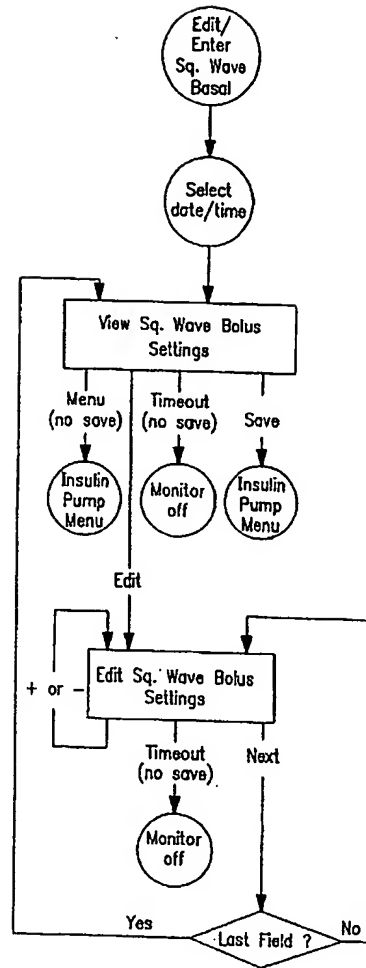 Edit/
Enter
Sq. Wave
Basal
Select
date/time
View Sq. Wave Bolus
Settings
Menu
(no save)
Timeout
(no save)
Save
Insulin
Pump
Menu
Monitor
off
Insulin
Pump
Menu
Edit
+ or -
Edit Sq. Wave Bolus
Settings
Timeout
(no save)
Next
Monitor
off
Yes
Last Field ?
No